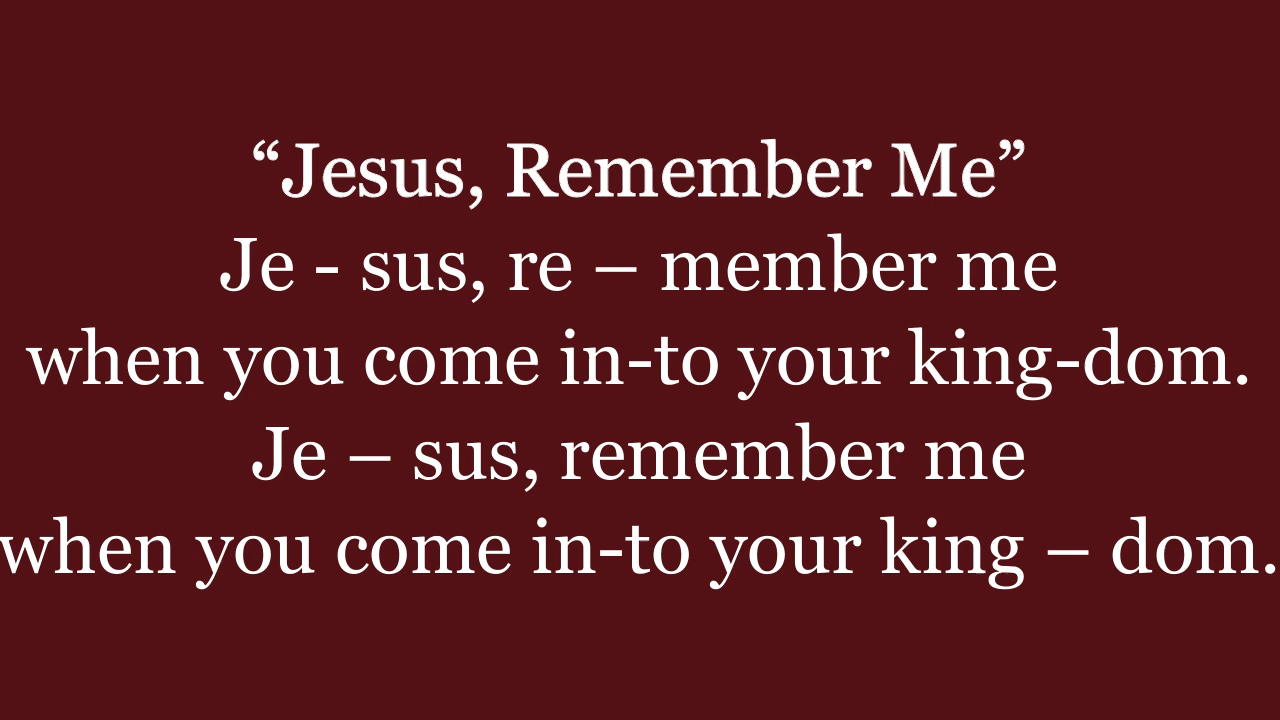 “Jesus, Remember Me”
Je - sus, re – member me
when you come in-to your king-dom.
Je – sus, remember me
when you come in-to your king – dom.